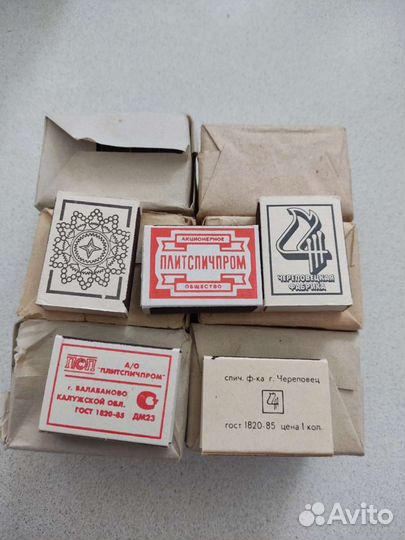 АКЦИОНЕРНОЕ
ПЛИТСПИЧПРОМ
ОБЩЕСТВО
ЧЕРЕПОВЕЦКАЯ
ФАБРИКА
ПСП
А/О
"ПЛИТСПИЧПРОМ"
г. БАЛАБАНОВО
КАЛУЖСКОЙ ОБЛ.
ГОСТ 1820-85
ДМ23
спич. ф-ка г. Череповец
гост 1820-85 цена 1 коп.
Avito